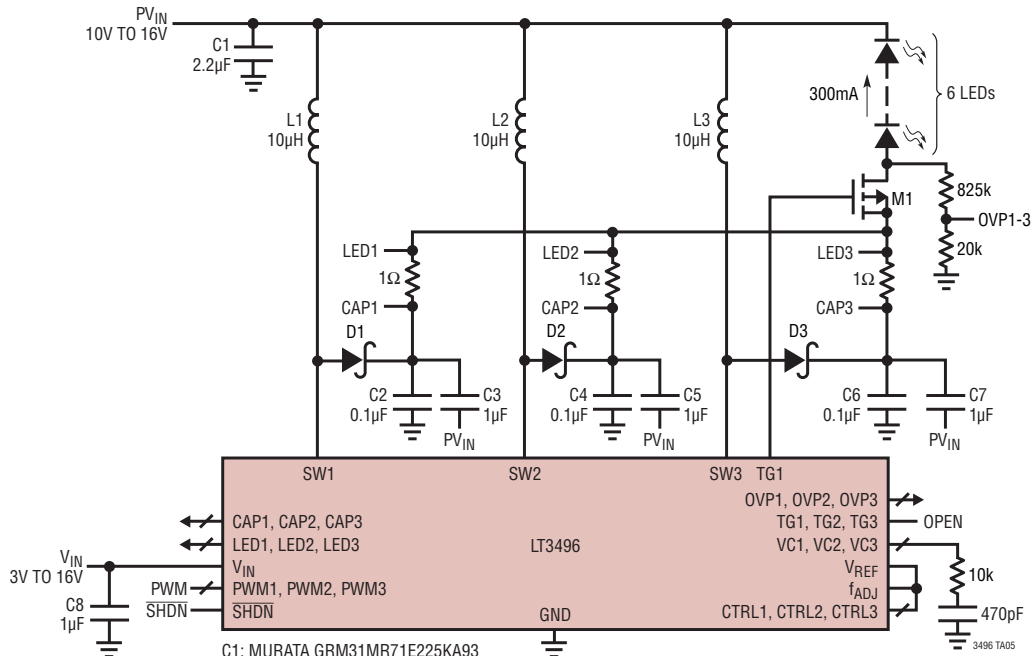 PVIN
10V TO 16V
C1
2.2µF
L1
10µH
L2
10µH
L3
10µH
300mA
6 LEDs
M1
825k
OVP1-3
20k
LED1
1Ω
CAP1
LED2
1Ω
CAP2
LED3
1Ω
CAP3
D1
D2
D3
C2
0.1µF
C3
1µF
PVIN
C4
0.1µF
C5
1µF
PVIN
C6
0.1µF
C7
1µF
PVIN
SW1
SW2
SW3
TG1
OVP1, OVP2, OVP3
CAP1, CAP2, CAP3
TG1, TG2, TG3
OPEN
LED1, LED2, LED3
LT3496
VC1, VC2, VC3
VIN
3V TO 16V
VIN
VREF
10k
PWM
PWM1, PWM2, PWM3
fADJ
C8
1µF
SHDN
SHDN
GND
CTRL1, CTRL2, CTRL3
470pF
3496 TA05
C1: MURATA GRM31MR71E225KA93